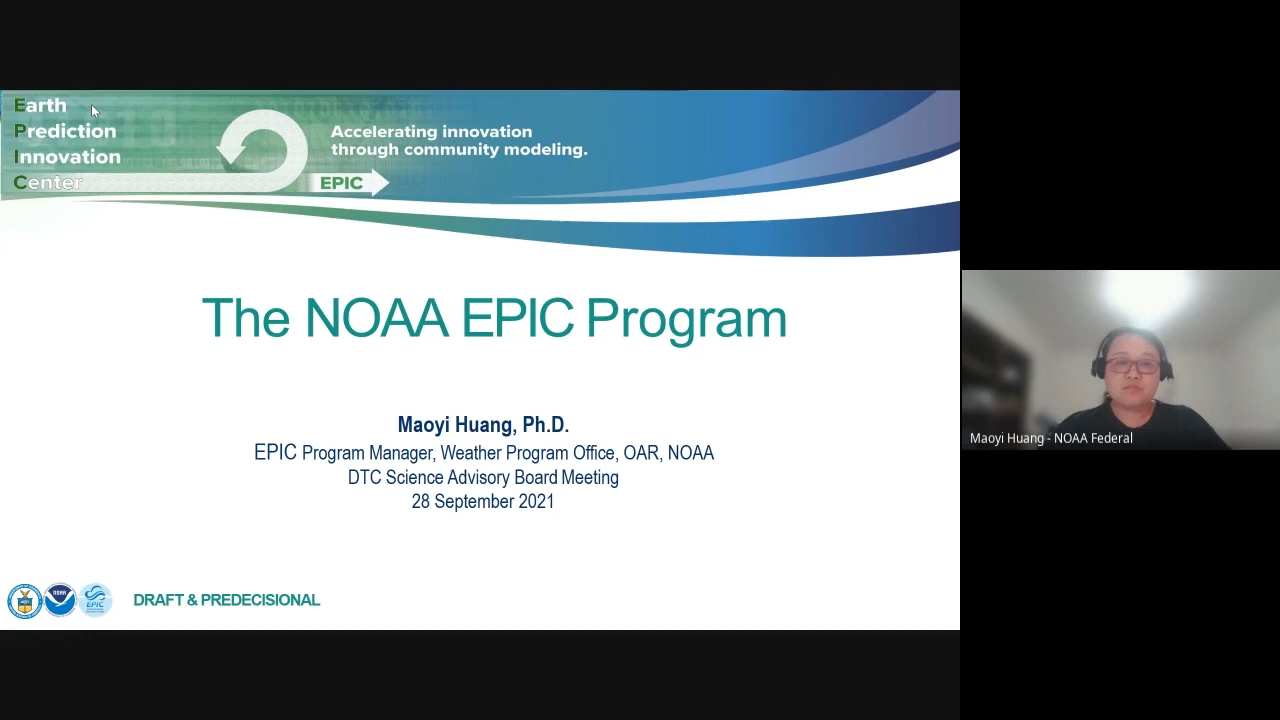 Earth
Prediction
Innovation
Center
Accelerating innovation
through community modeling.
EPIC
The NOAA EPIC Program
Maoyi Huang, Ph.D.
EPIC Program Manager, Weather Program Office, OAR, NOAA
DTC Science Advisory Board Meeting
28 September 2021
NOAA
EPIC
DRAFT & PREDECISIONAL
Maoyi Huang - NOAA Federal